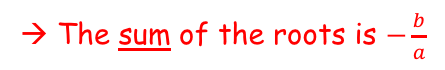 → The sum of the roots is −b/a